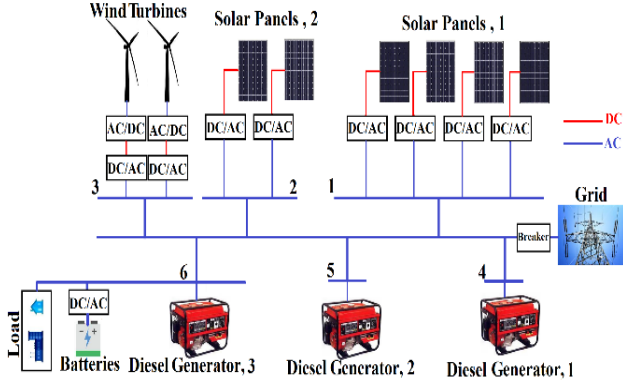 Wind Turbines
Solar Panels , 2
Solar Panels , 1
AC/DC
AC/DC
DC/AC
DC/AC
DC/AC
DC/AC
DC/AC
DC/AC
DC/AC
DC/AC
DC
AC
3
2
1
Grid
Breaker
6
5
4
Load
DC/AC
Batteries
Diesel Generator, 3
Diesel Generator, 2
Diesel Generator, 1